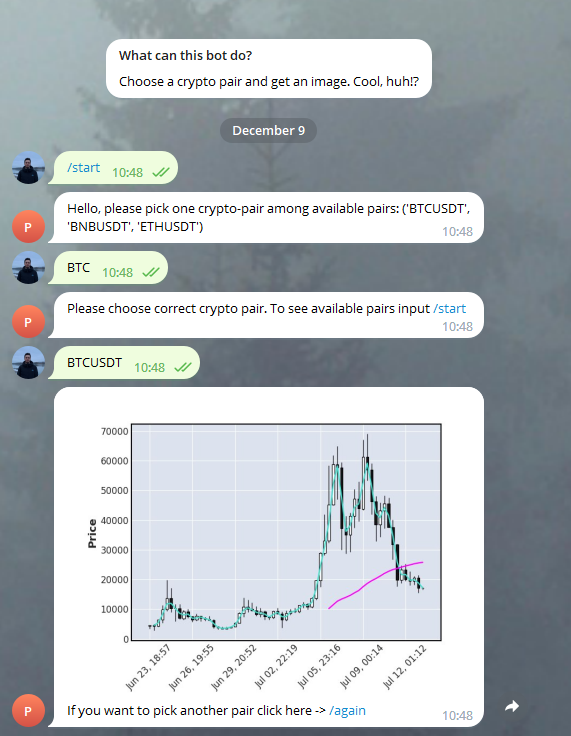 What can this bot do?
Choose a crypto pair and get an image. Cool, huh!?
December 9
/start 10:48
Hello, please pick one crypto-pair among available pairs: ('BTCUSDT',
'BNBUSDT', 'ETHUSDT')
10:48
P
BTC 10:48
Please choose correct crypto pair. To see available pairs input /start
10:48
P
BTCUSDT 10:48
70000
60000
50000
40000
30000
20000
10000
0
Price
Jun 23, 18:57
Jun 26, 19:55
Jun 29, 20:52
Jul 02, 22:19
Jul 05, 23:16
Jul 09, 00:14
Jul 12, 01:12
P
If you want to pick another pair click here -> /again
10:48